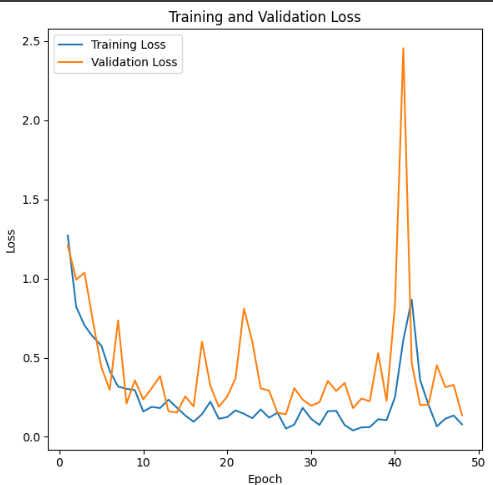 Training and Validation Loss
Training Loss
Validation Loss
2.5
2.0
1.5
1.0
0.5
0.0
Loss
0 10 20 30 40 50
Epoch